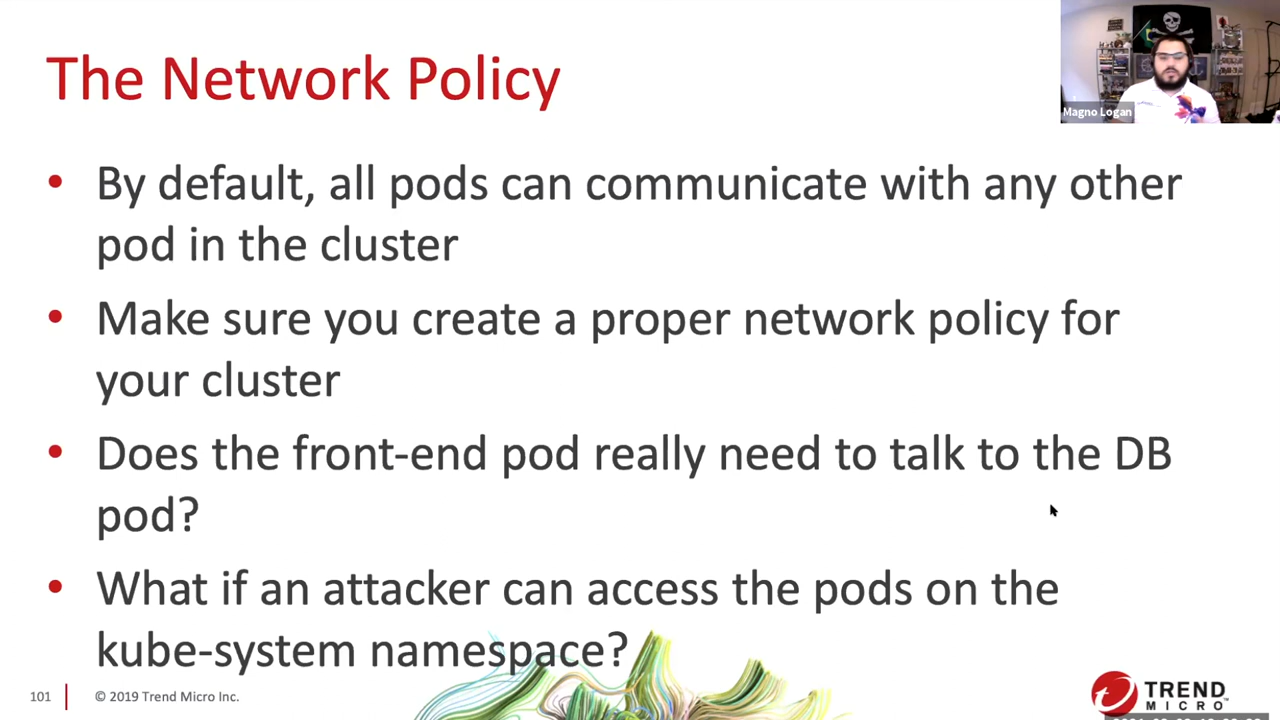 The Network Policy
Magno Logan
• By default, all pods can communicate with any other
pod in the cluster
• Make sure you create a proper network policy for
your cluster
• Does the front-end pod really need to talk to the DB
pod?
• What if an attacker can access the pods on the
kube-system namespace?
101
© 2019 Trend Micro Inc.
TREND
MICRO